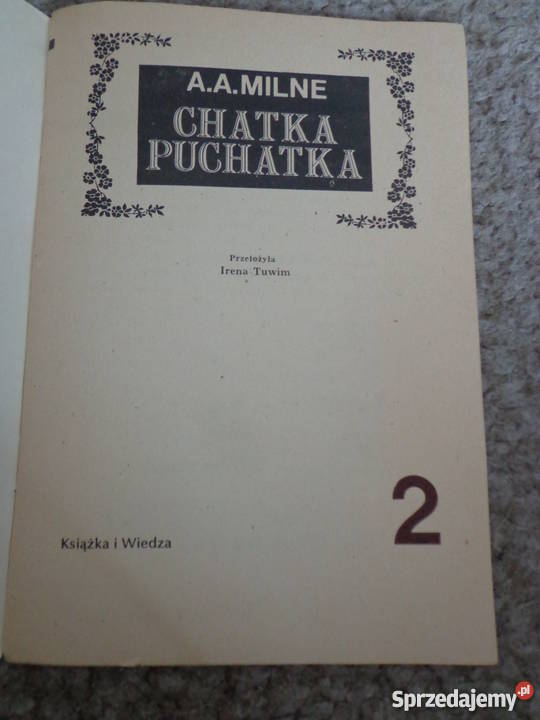 A.A.MILNE
CHATKA
PUCHATKA
Przełożyła
Irena Tuwim
2
Książka i Wiedza
Sprzedajemy.pl